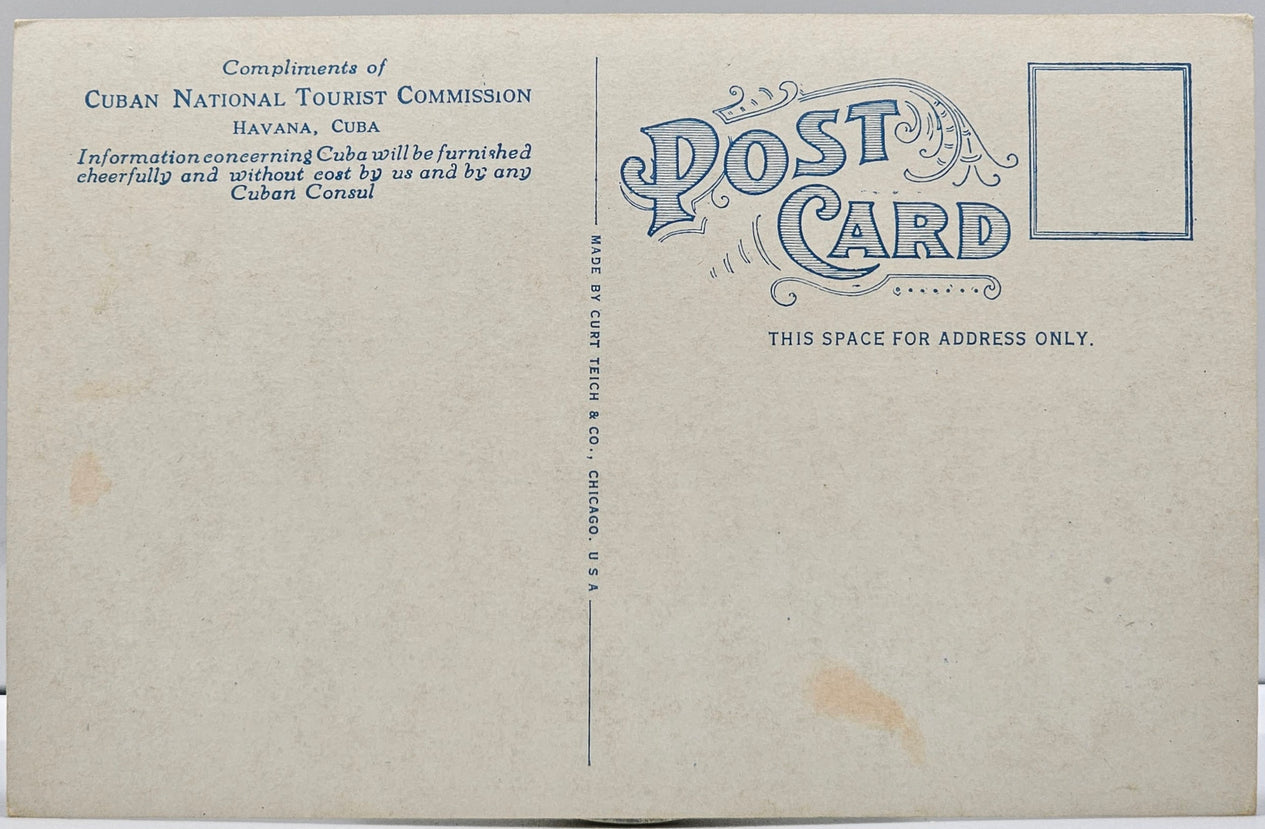 Compliments of
CUBAN NATIONAL TOURIST COMMISSION
HAVANA, CUBA
Information concerning Cuba will be furnished
cheerfully and without cost by us and by any
Cuban Consul
MADE BY CURT TEICH & CO., CHICAGO. U S A
POST
CARD
THIS SPACE FOR ADDRESS ONLY.